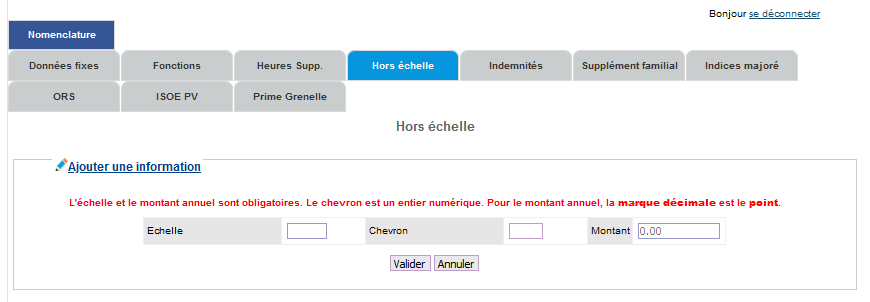 Bonjour se déconnecter
Nomenclature
Données fixes Fonctions Heures Supp. Hors échelle Indemnités Supplément familial Indices majoré
ORS ISOE PV Prime Grenelle
Hors échelle
Ajouter une information
L'échelle et le montant annuel sont obligatoires. Le chevron est un entier numérique. Pour le montant annuel, la marque décimale est le point.
Echelle Chevron Montant 0.00
Valider Annuler